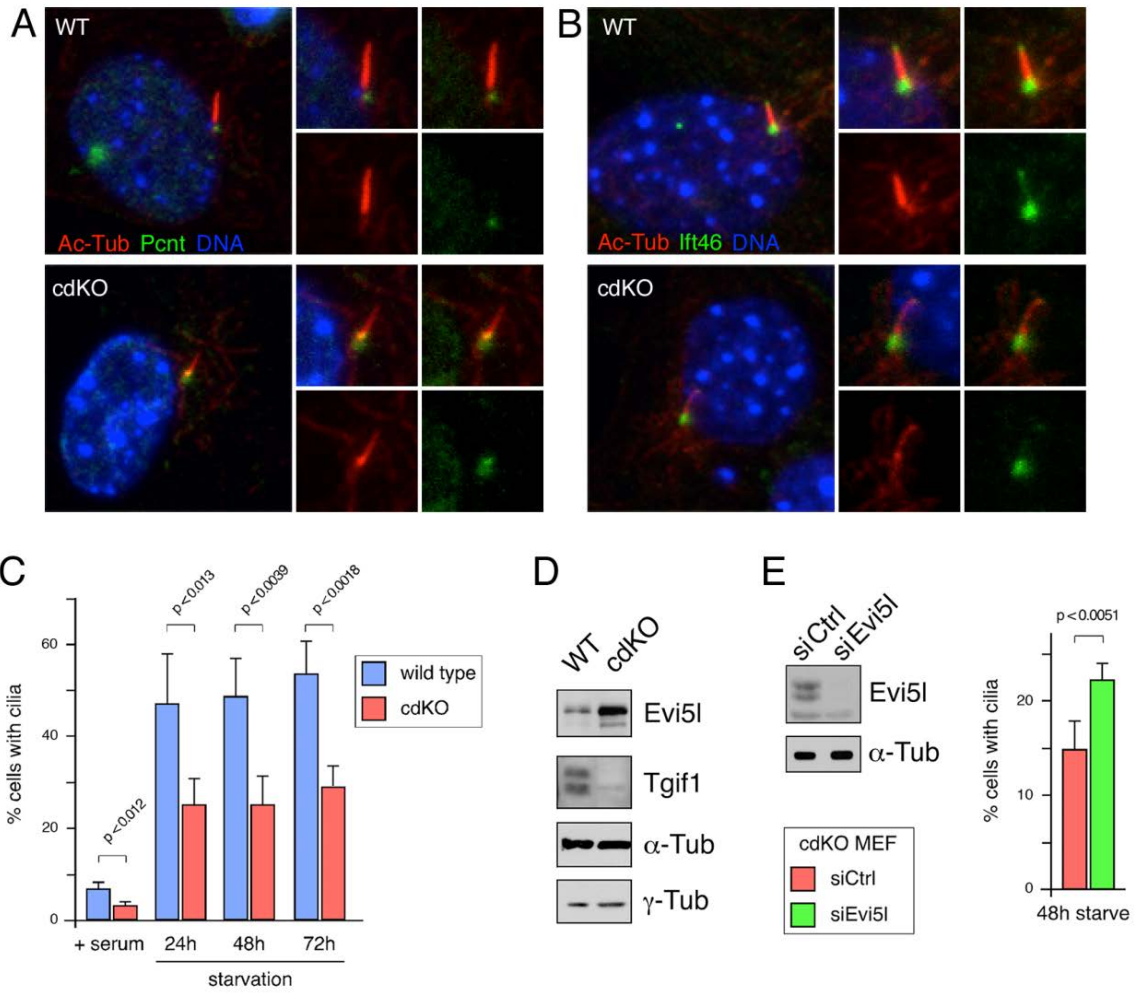 A
WT
Ac-Tub Pcnt DNA
cdKO
B
WT
Ac-Tub Ift46 DNA
cdKO
C
% cells with cilia
60
40
20
0
p<0.012
p<0.013
p<0.0039
p<0.0018
wild type
cdKO
+ serum
24h
48h
72h
starvation
D
WT
cdKO
Evi5l
Tgif1
α-Tub
γ-Tub
E
siCtrl
siEvi5l
Evi5l
α-Tub
cdKO MEF
siCtrl
siEvi5l
% cells with cilia
p<0.0051
20
10
0
48h starve